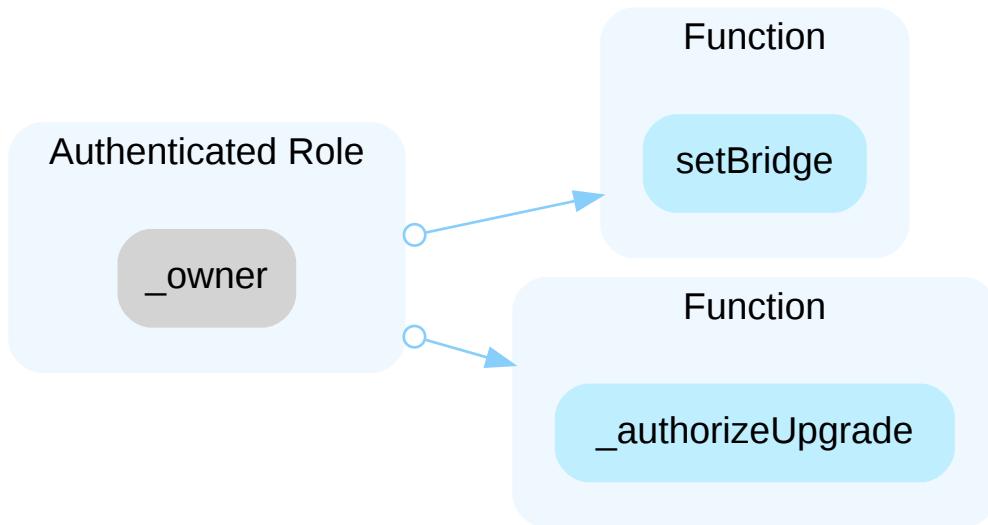 Authenticated Role
_owner
Function
setBridge
Function
_authorizeUpgrade